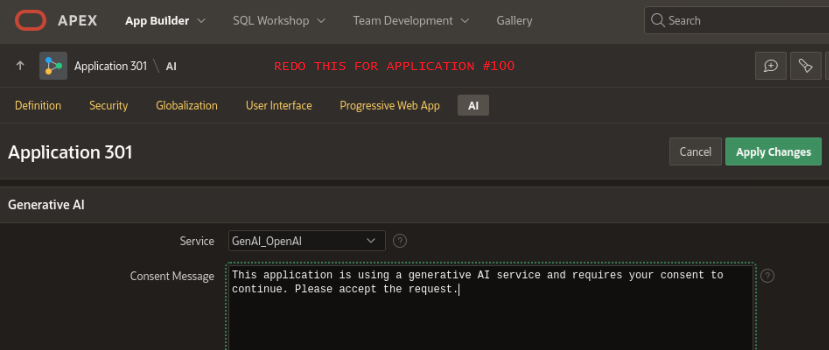 APEX App Builder SQL Workshop Team Development Gallery Search
Application 301 \ AI REDO THIS FOR APPLICATION #100
Definition Security Globalization User Interface Progressive Web App AI
Application 301 Cancel Apply Changes
Generative AI
Service GenAI_OpenAI ?
Consent Message This application is using a generative AI service and requires your consent to ?
continue. Please accept the request.